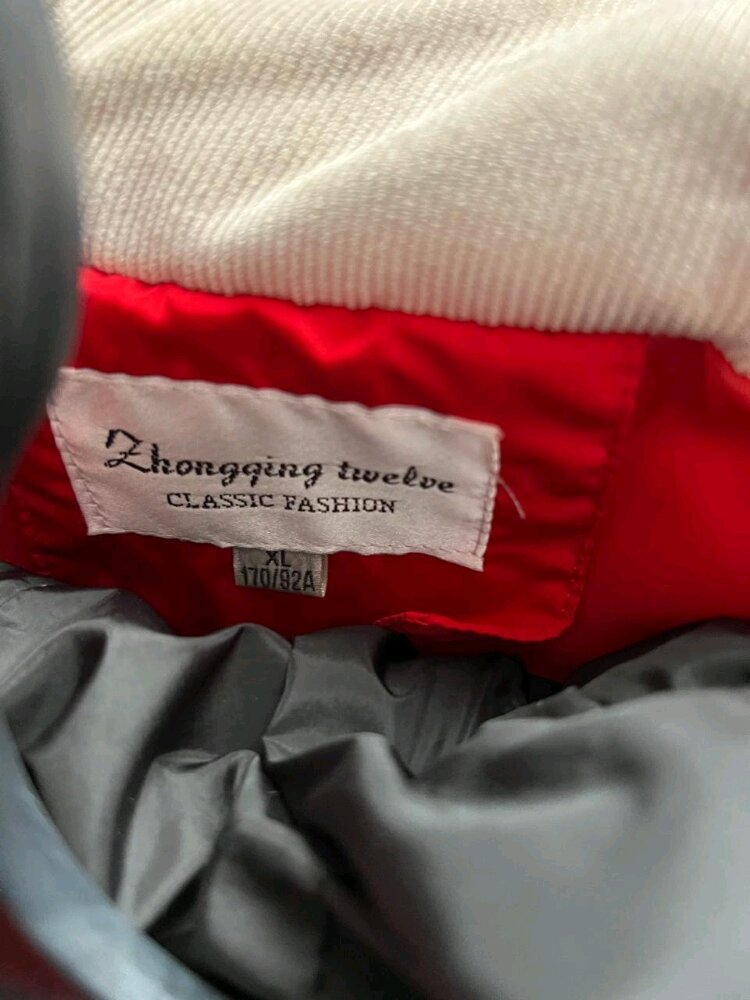 Zhongqing twelve
CLASSIC FASHION
XL
170/92A